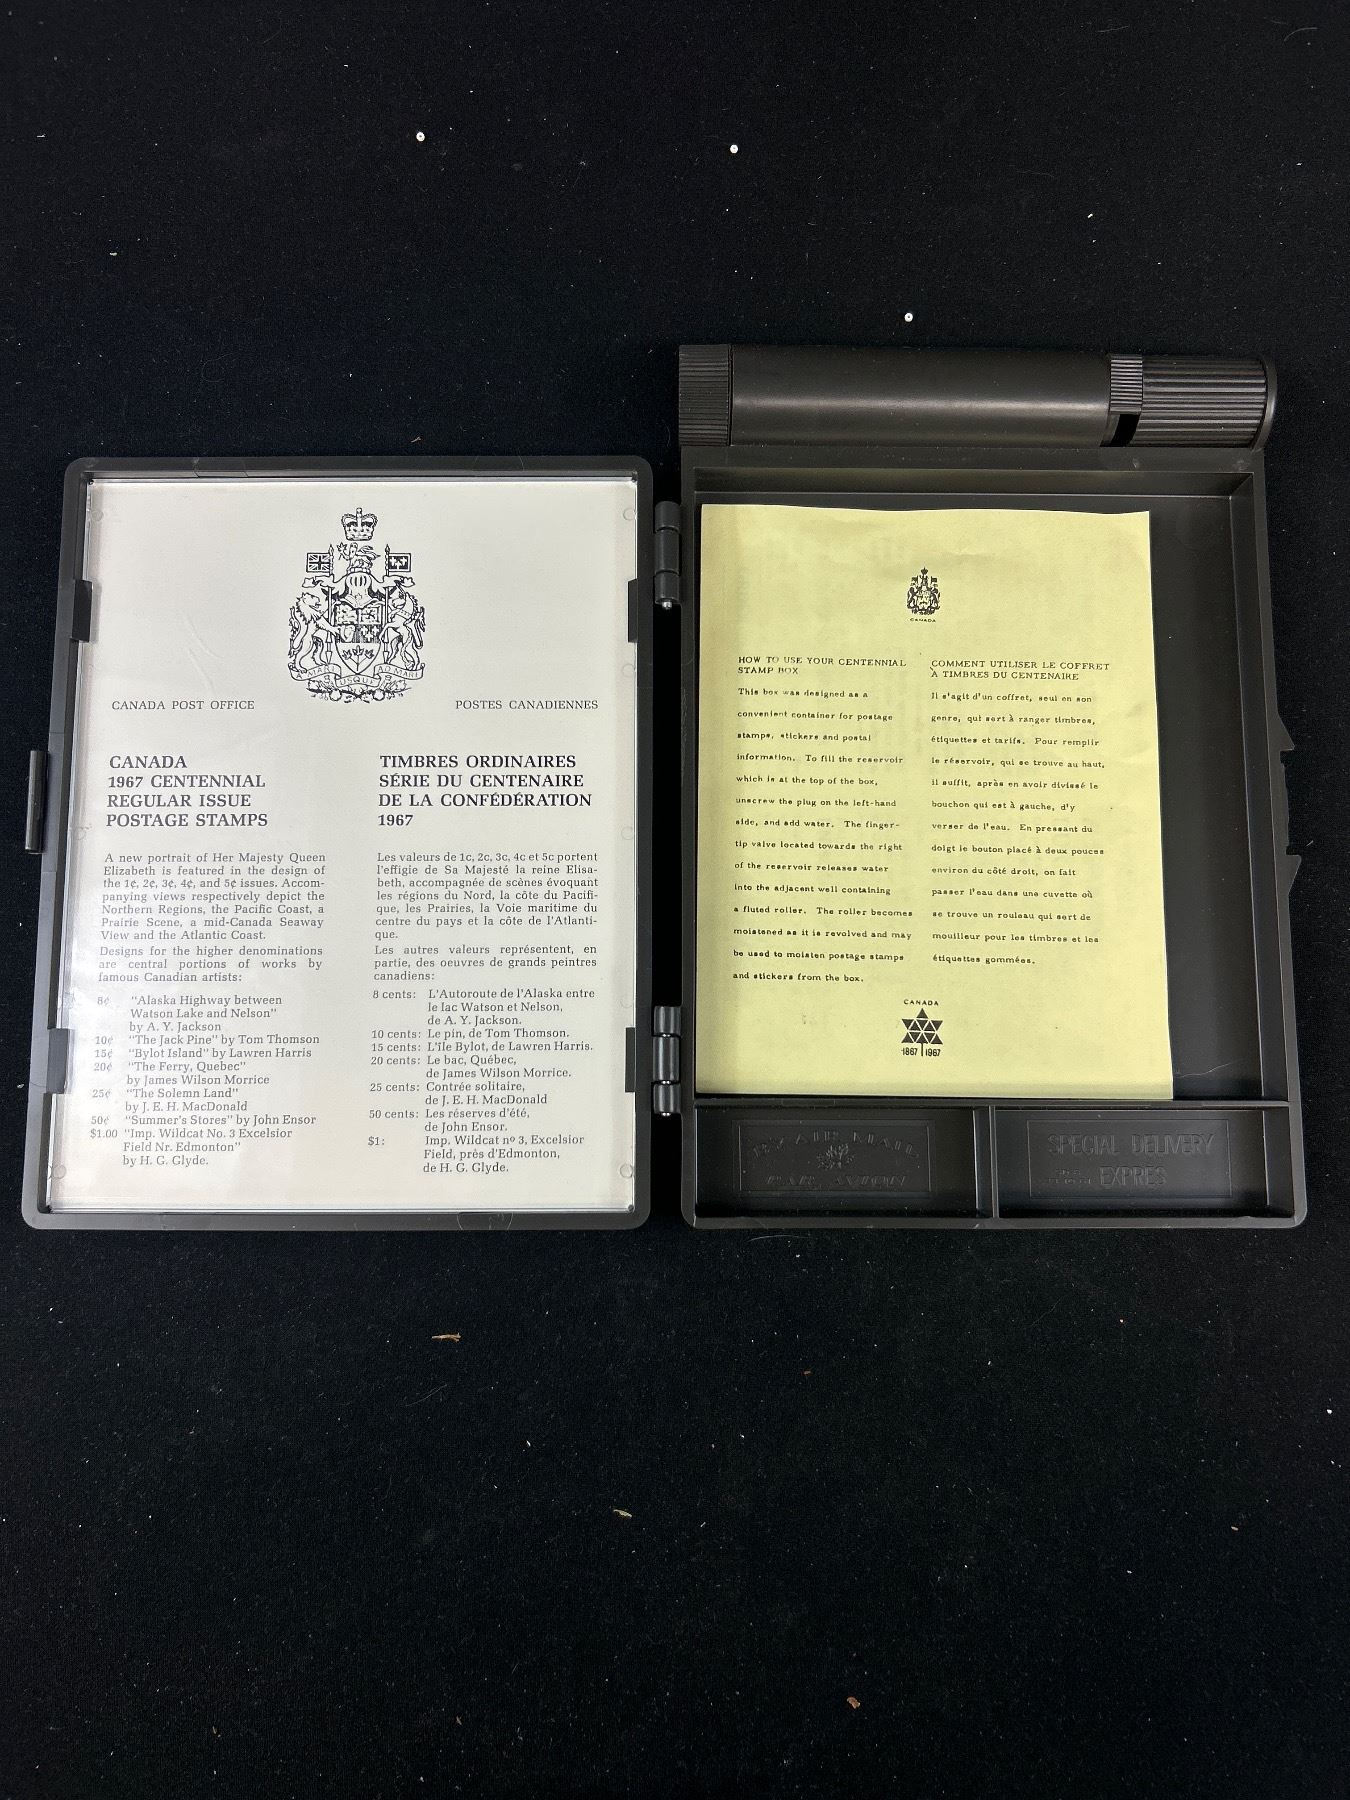 A MARI USQUE AD MARE
CANADA POST OFFICE
POSTES CANADIENNES
CANADA
1967 CENTENNIAL
REGULAR ISSUE
POSTAGE STAMPS
A new portrait of Her Majesty Queen
Elizabeth is featured in the design of
the 1¢, 2¢, 3¢, 4¢, and 5¢ issues. Accom-
panying views respectively depict the
Northern Regions, the Pacific Coast, a
Prairie Scene, a mid-Canada Seaway
View and the Atlantic Coast.
Designs for the higher denominations
are central portions of works by
famous Canadian artists:
8¢ "Alaska Highway between
Watson Lake and Nelson"
by A. Y. Jackson
10¢ "The Jack Pine" by Tom Thomson
15¢ "Bylot Island" by Lawren Harris
20¢ "The Ferry, Quebec"
by James Wilson Morrice
25¢ "The Solemn Land"
by J. E. H. MacDonald
50¢ "Summer's Stores" by John Ensor
$1.00 "Imp. Wildcat No. 3 Excelsior
Field Nr. Edmonton"
by H. G. Glyde.
TIMBRES ORDINAIRES
SÉRIE DU CENTENAIRE
DE LA CONFÉDÉRATION
1967
Les valeurs de 1c, 2c, 3c, 4c et 5c portent
l'effigie de Sa Majesté la reine Elisa-
beth, accompagnée de scènes évoquant
les régions du Nord, la côte du Pacifi-
que, les Prairies, la Voie maritime du
centre du pays et la côte de l'Atlanti-
que.
Les autres valeurs représentent, en
partie, des oeuvres de grands peintres
canadiens:
8 cents: L'Autoroute de l'Alaska entre
le lac Watson et Nelson,
de A. Y. Jackson.
10 cents: Le pin, de Tom Thomson.
15 cents: L'île Bylot, de Lawren Harris.
20 cents: Le bac, Québec,
de James Wilson Morrice.
25 cents: Contrée solitaire,
de J. E. H. MacDonald
50 cents: Les réserves d'été,
de John Ensor.
$1: Imp. Wildcat nº 3, Excelsior
Field, près d'Edmonton,
de H. G. Glyde.
CANADA
HOW TO USE YOUR CENTENNIAL
STAMP BOX
This box was designed as a
convenient container for postage
stamps, stickers and postal
information. To fill the reservoir
which is at the top of the box,
unscrew the plug on the left-hand
side, and add water. The finger-
tip valve located towards the right
of the reservoir releases water
into the adjacent well containing
a fluted roller. The roller becomes
moistened as it is revolved and may
be used to moisten postage stamps
and stickers from the box.
COMMENT UTILISER LE COFFRET
À TIMBRES DU CENTENAIRE
Il s'agit d'un coffret, seul en son
genre, qui sert à ranger timbres,
étiquettes et tarifs. Pour remplir
le réservoir, qui se trouve au haut,
il suffit, après en avoir divissé le
bouchon qui est à gauche, d'y
verser de l'eau. En pressant du
doigt le bouton placé à deux pouces
environ du côté droit, on fait
passer l'eau dans une cuvette où
se trouve un rouleau qui sert de
mouilleur pour les timbres et les
étiquettes gommées.
CANADA
1867 1967
BY AIR MAIL
PAR AVION
SPECIAL DELIVERY
EXPRES